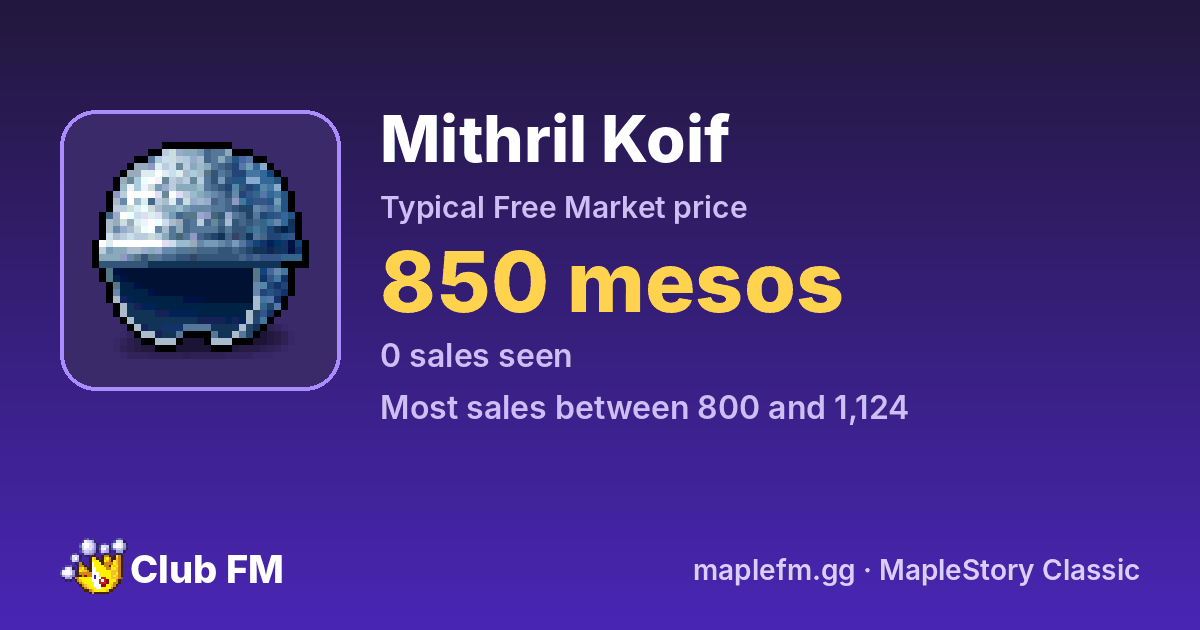 Mithril Koif
Typical Free Market price
850 mesos
0 sales seen
Most sales between 800 and 1,124
Club FM
maplefm.gg · MapleStory Classic